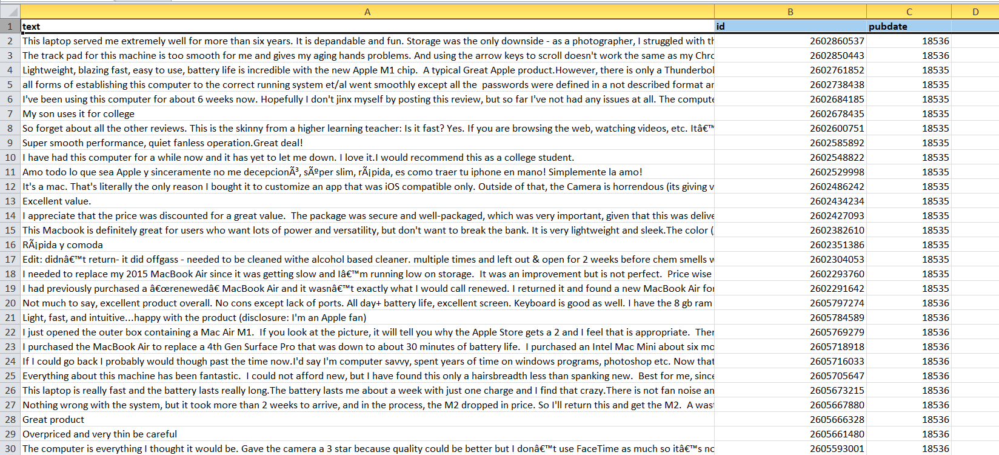 A B C D
1 text id pubdate
2 This laptop served me extremely well for more than six years. It is depandable and fun. Storage was the only downside - as a photographer, I struggled with th 2602860537 18536
3 The track pad for this machine is too smooth for me and gives my aging hands problems. And using the arrow keys to scroll doesn't work the same as my Chro 2602850443 18536
4 Lightweight, blazing fast, easy to use, battery life is incredible with the new Apple M1 chip.  A typical Great Apple product.However, there is only a Thunderbol 2602761852 18535
5 all forms of establishing this computer to the correct running system et/al went smoothly except all the  passwords were defined in a not described format an 2602738438 18535
6 I've been using this computer for about 6 weeks now. Hopefully I don't jinx myself by posting this review, but so far I've not had any issues at all. The compute 2602684185 18535
7 My son uses it for college 2602678435 18535
8 So forget about all the other reviews. This is the skinny from a higher learning teacher: Is it fast? Yes. If you are browsing the web, watching videos, etc. Itâ€™ 2602600751 18535
9 Super smooth performance, quiet fanless operation.Great deal! 2602585892 18535
10 I have had this computer for a while now and it has yet to let me down. I love it.I would recommend this as a college student. 2602548822 18535
11 Amo todo lo que sea Apple y sinceramente no me decepcionÃ³, sÃºper slim, rÃ¡pida, es como traer tu iphone en mano! Simplemente la amo! 2602529998 18535
12 It's a mac. That's literally the only reason I bought it to customize an app that was iOS compatible only. Outside of that, the Camera is horrendous (its giving v 2602486242 18535
13 Excellent value. 2602434234 18535
14 I appreciate that the price was discounted for a great value.  The package was secure and well-packaged, which was very important, given that this was delive 2602427093 18535
15 This Macbook is definitely great for users who want lots of power and versatility, but don't want to break the bank. It is very lightweight and sleek.The color ( 2602382610 18535
16 RÃ¡pida y comoda 2602351386 18535
17 Edit: didnâ€™t return- it did offgass - needed to be cleaned withe alcohol based cleaner. multiple times and left out & open for 2 weeks before chem smells w 2602304053 18535
18 I needed to replace my 2015 MacBook Air since it was getting slow and Iâ€™m running low on storage.  It was an improvement but is not perfect.  Price wise 2602293760 18535
19 I had previously purchased a â€œrenewedâ€ MacBook Air and it wasnâ€™t exactly what I would call renewed. I returned it and found a new MacBook Air for 2602291642 18535
20 Not much to say, excellent product overall. No cons except lack of ports. All day+ battery life, excellent screen. Keyboard is good as well. I have the 8 gb ram 2605797274 18536
21 Light, fast, and intuitive...happy with the product (disclosure: I'm an Apple fan) 2605784589 18536
22 I just opened the outer box containing a Mac Air M1.  If you look at the picture, it will tell you why the Apple Store gets a 2 and I feel that is appropriate.  Ther 2605769279 18536
23 I purchased the MacBook Air to replace a 4th Gen Surface Pro that was down to about 30 minutes of battery life.  I purchased an Intel Mac Mini about six mo 2605718918 18536
24 If I could go back I probably would though past the time now.I'd say I'm computer savvy, spent years of time on windows programs, photoshop etc. Now that 2605716033 18536
25 Everything about this machine has been fantastic.  I could not afford new, but I have found this only a hairsbreadth less than spanking new.  Best for me, since 2605705647 18536
26 This laptop is really fast and the battery lasts really long.The battery lasts me about a week with just one charge and I find that crazy.There is not fan noise an 2605673215 18536
27 Nothing wrong with the system, but it took more than 2 weeks to arrive, and in the process, the M2 dropped in price. So I'll return this and get the M2.  A wast 2605667880 18536
28 Great product 2605666328 18536
29 Overpriced and very thin be careful 2605661480 18536
30 The computer is everything I thought it would be. Gave the camera a 3 star because quality could be better but I donâ€™t use FaceTime as much so itâ€™s no 2605593001 18536